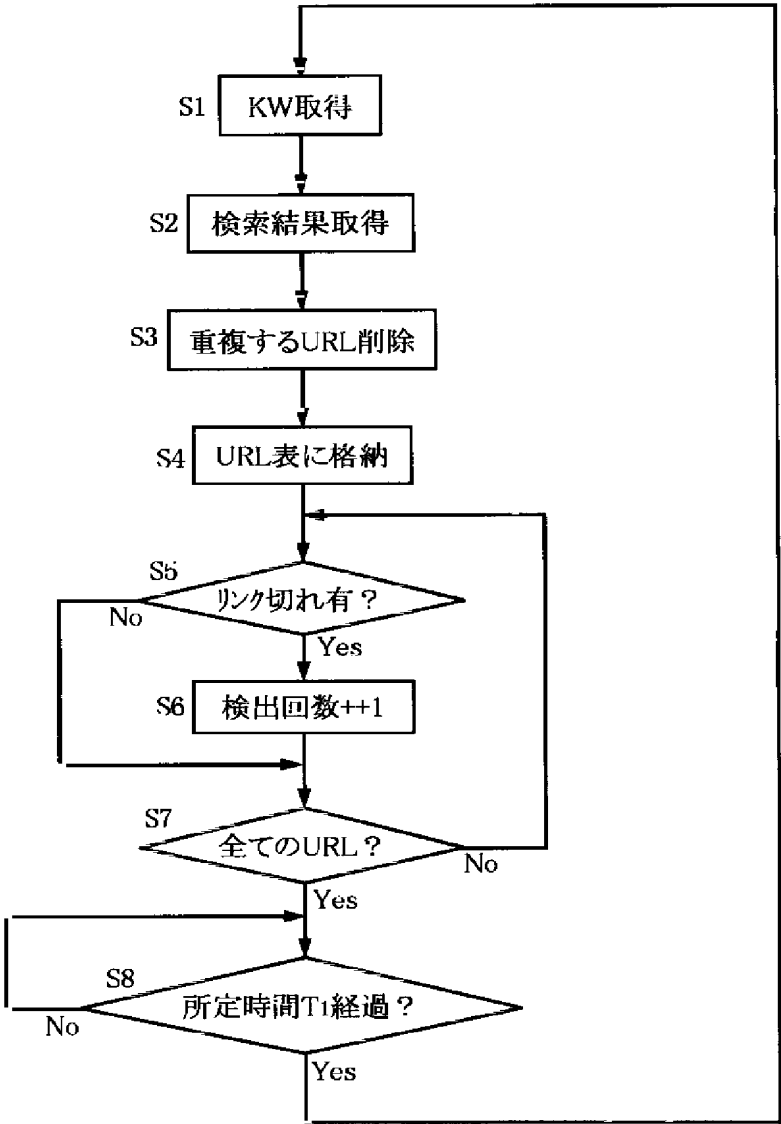 S1
KW取得
S2
検索結果取得
S3
重複するURL削除
S4
URL表に格納
S5
リンク切れ有？
No
Yes
S6
検出回数++1
S7
全てのURL？
No
Yes
S8
所定時間T1経過？
No
Yes